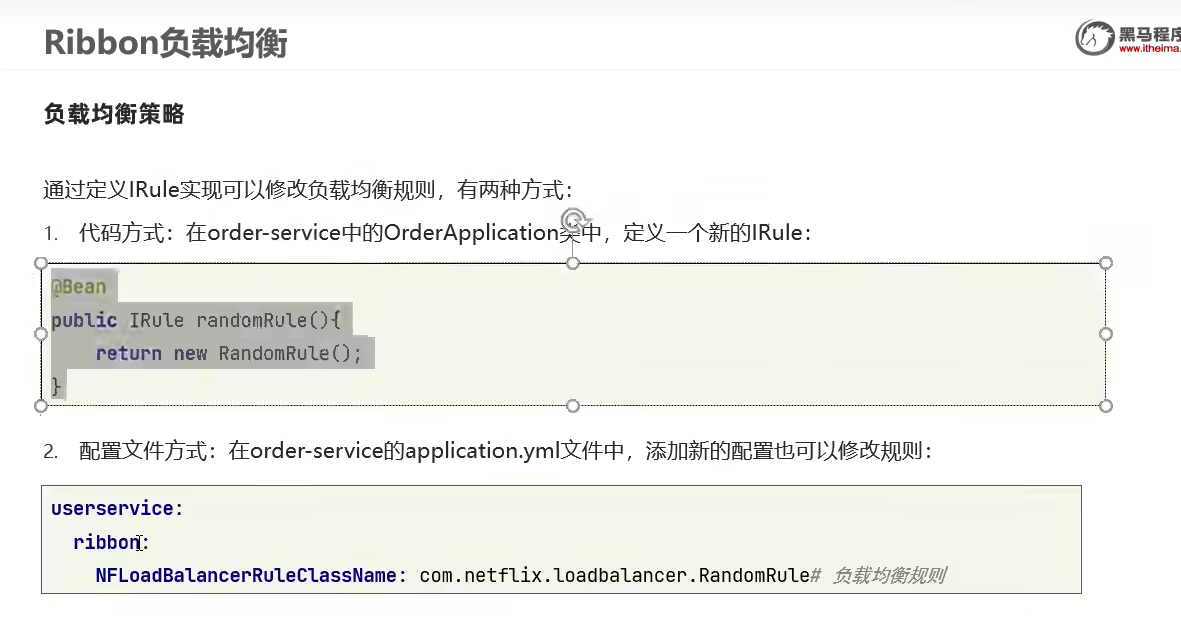 Ribbon负载均衡
黑马程序
www.itheima.
负载均衡策略
通过定义IRule实现可以修改负载均衡规则，有两种方式：
1. 代码方式：在order-service中的OrderApplication类中，定义一个新的IRule：
@Bean
public IRule randomRule(){
return new RandomRule();
}
2. 配置文件方式：在order-service的application.yml文件中，添加新的配置也可以修改规则：
userservice:
ribbon:
NFLoadBalancerRuleClassName: com.netflix.loadbalancer.RandomRule# 负载均衡规则